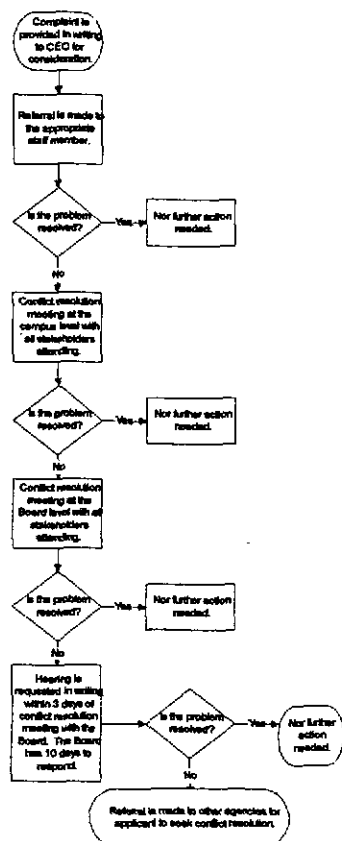 Complaint is
provided in writing
to CEO for
consideration.
Referral is made to
the appropriate
staff member.
Is the problem
resolved?
Yes
Nor further action
needed.
No
Conflict resolution
meeting at the
campus level with
all stakeholders
attending.
Is the problem
resolved?
Yes
Nor further action
needed.
No
Conflict resolution
meeting at the
Board level with all
stakeholders
attending.
Is the problem
resolved?
Yes
Nor further action
needed.
No
Hearing is
requested in writing
within 3 days of
conflict resolution
meeting with the
Board. The Board
has 10 days to
respond.
Is the problem
resolved?
Yes
Nor further
action
needed.
No
Referral is made to other agencies for
applicant to seek conflict resolution.